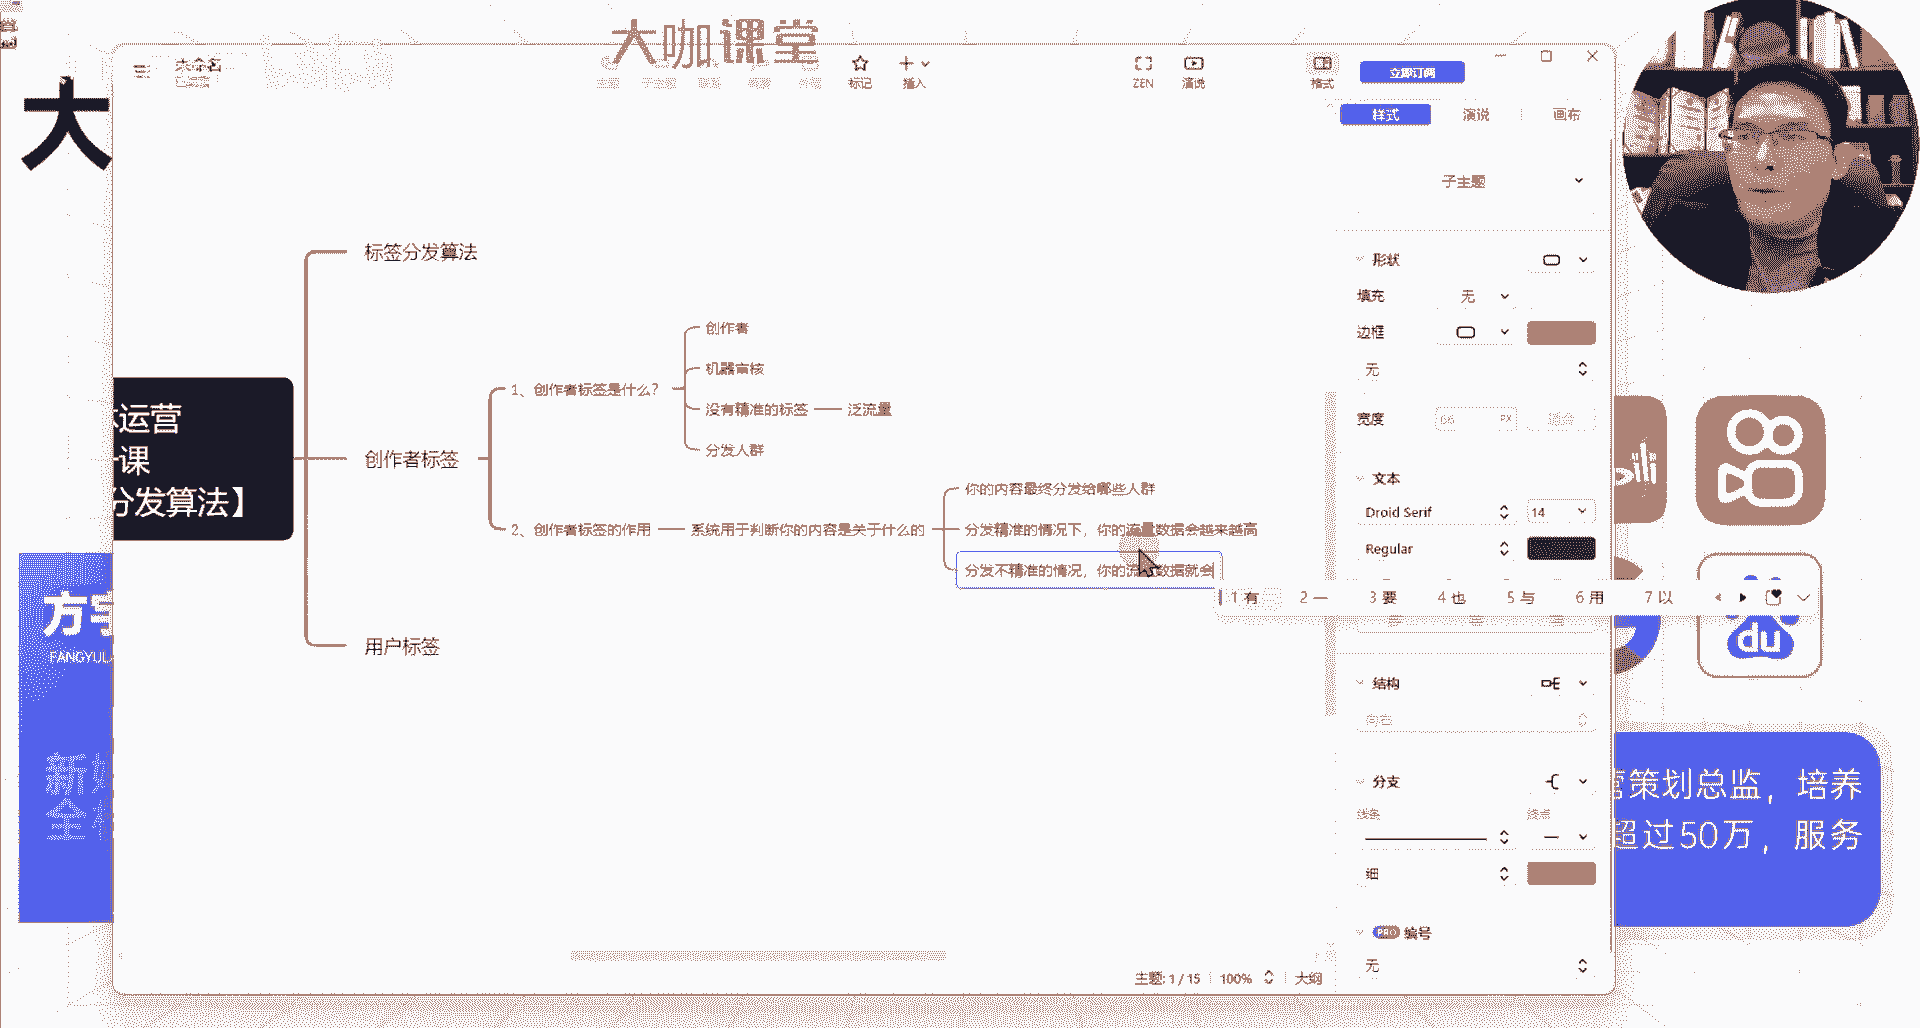 大咖课堂
大
未命名
标记
插入
ZEN
演说
格式
立即订阅
样式
演说
画布
子主题
标签分发算法
形状
填充
无
边框
无
宽度
66
PX
创作者
机器审核
1、创作者标签是什么?
没有精准的标签
泛流量
分发人群
运营
课
分发算法】
创作者标签
你的内容最终分发给哪些人群
2、创作者标签的作用
系统用于判断你的内容是关于什么的
分发精准的情况下，你的流量数据会越来越高
分发不精准的情况，你的流量数据就会
文本
Droid Serif
14
Regular
1 有
2 一
3 要
4 也
5 与
6 用
7 以
用户标签
du
FANGYU
结构
向右
分支
线条
终点
细
策划总监，培养
超过50万，服务
新
全
PRO 编号
无
主题: 1 / 15
100%
大纲